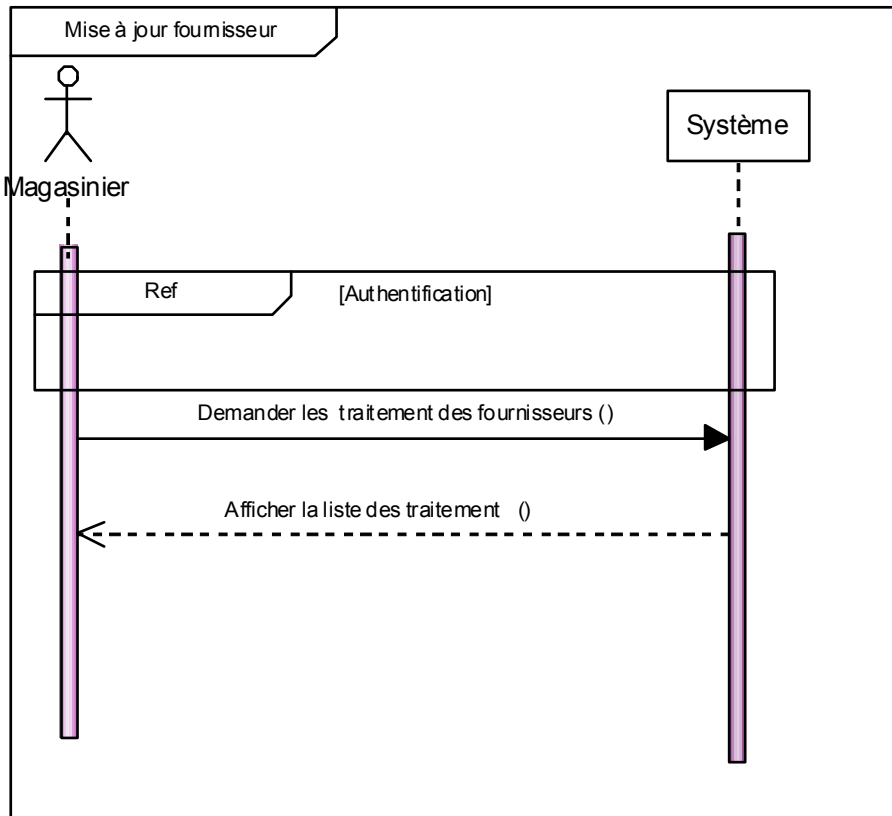 Mise à jour fournisseur
Système
Magasinier
Ref
[Authentification]
Demander les traitement des fournisseurs ()
Afficher la liste des traitement ()